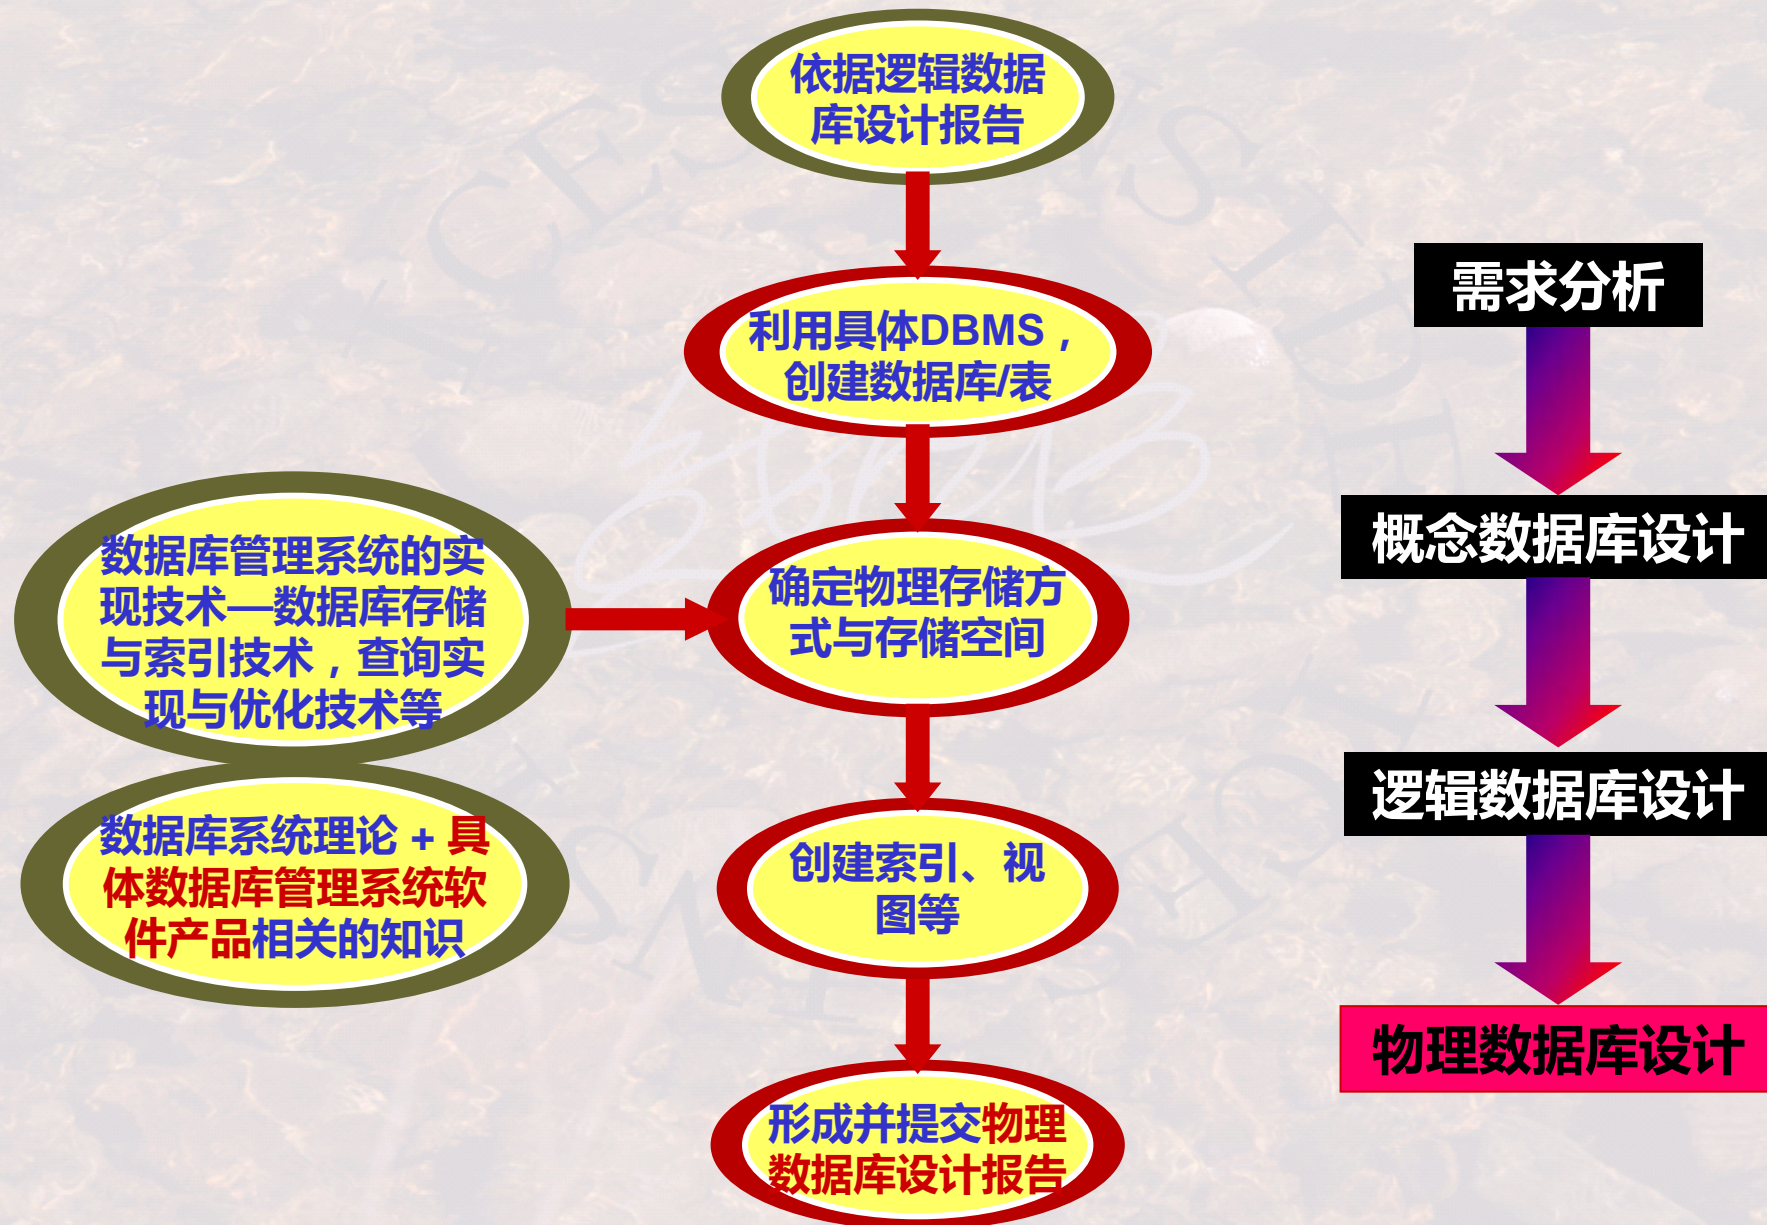 依据逻辑数据
库设计报告
利用具体DBMS，
创建数据库/表
数据库管理系统的实
现技术—数据库存储
与索引技术，查询实
现与优化技术等
确定物理存储方
式与存储空间
数据库系统理论 + 具
体数据库管理系统软
件产品相关的知识
创建索引、视
图等
形成并提交物理
数据库设计报告
需求分析
概念数据库设计
逻辑数据库设计
物理数据库设计